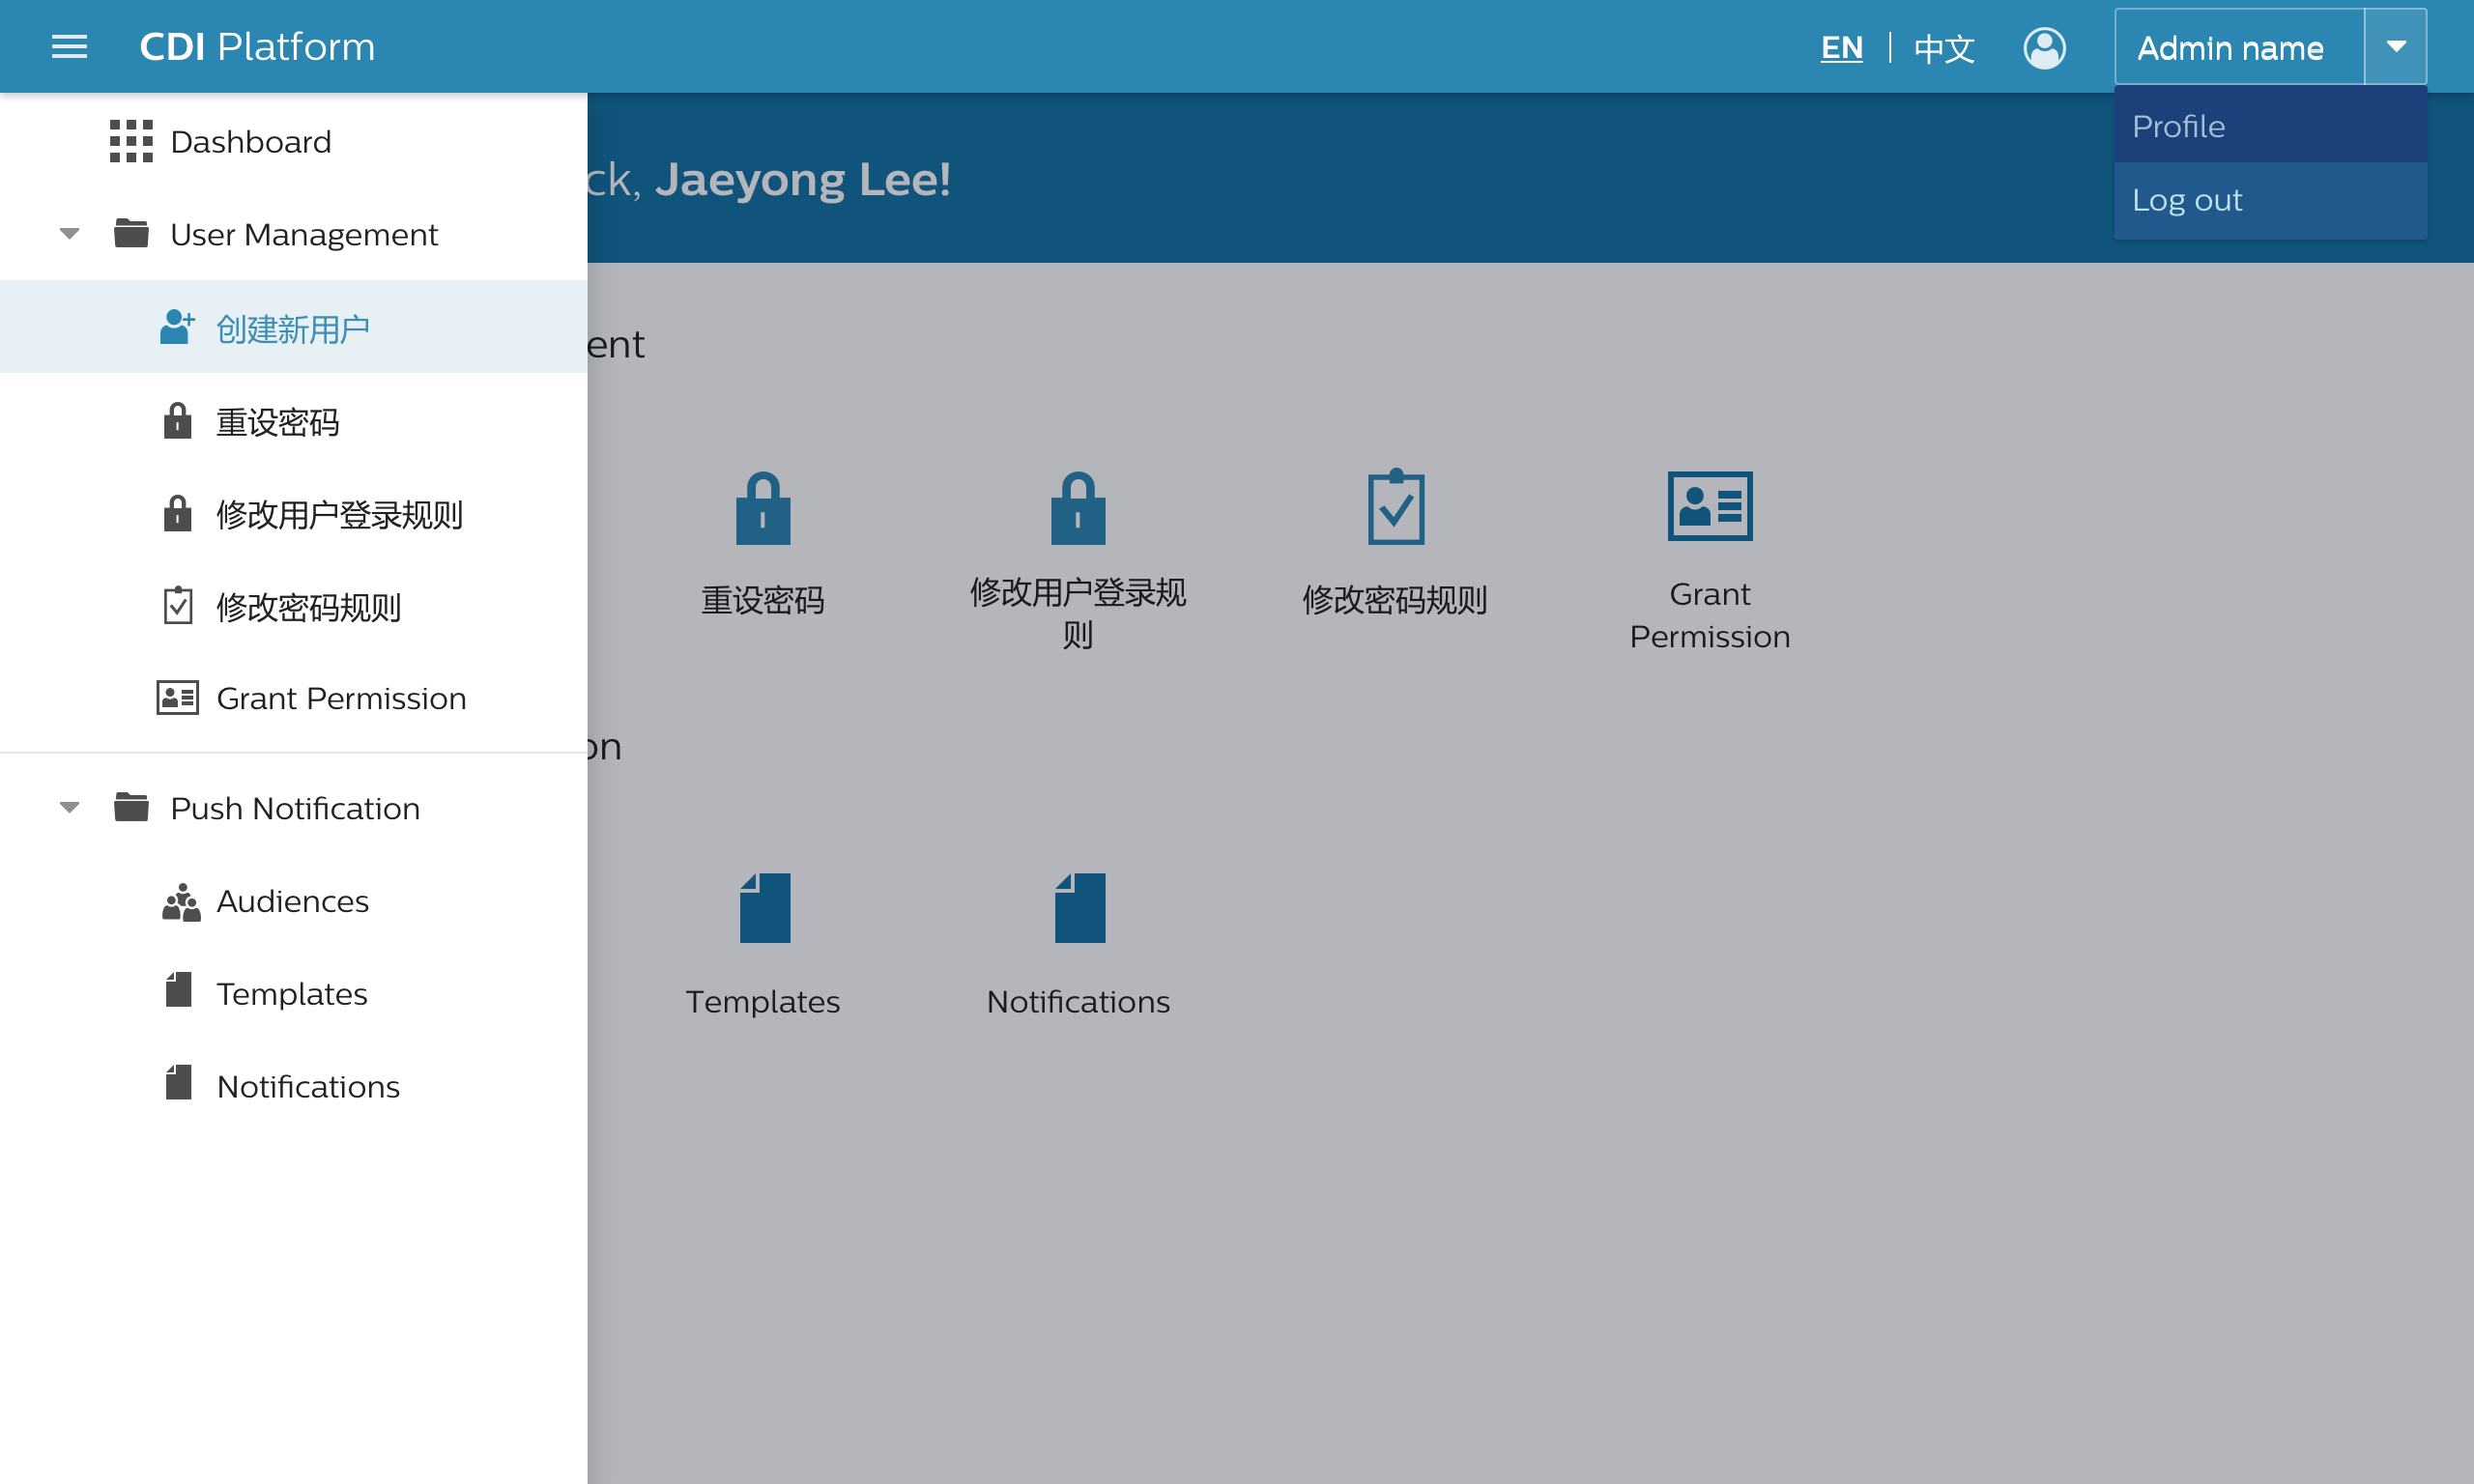 CDI Platform
EN | 中文
Admin name
Profile
Log out
Dashboard
User Management
创建新用户
重设密码
修改用户登录规则
修改密码规则
Grant Permission
Push Notification
Audiences
Templates
Notifications
ck, Jaeyong Lee!
ent
重设密码
修改用户登录规
则
修改密码规则
Grant
Permission
on
Templates
Notifications